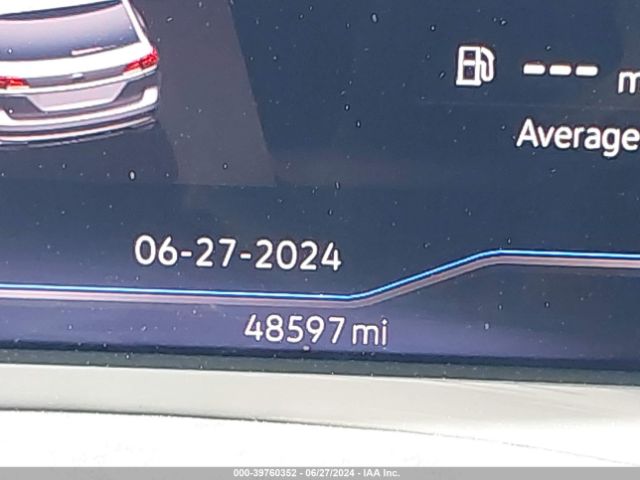 --- m
Average
06-27-2024
48597 mi
000-39760352 - 06/27/2024 - IAA Inc.